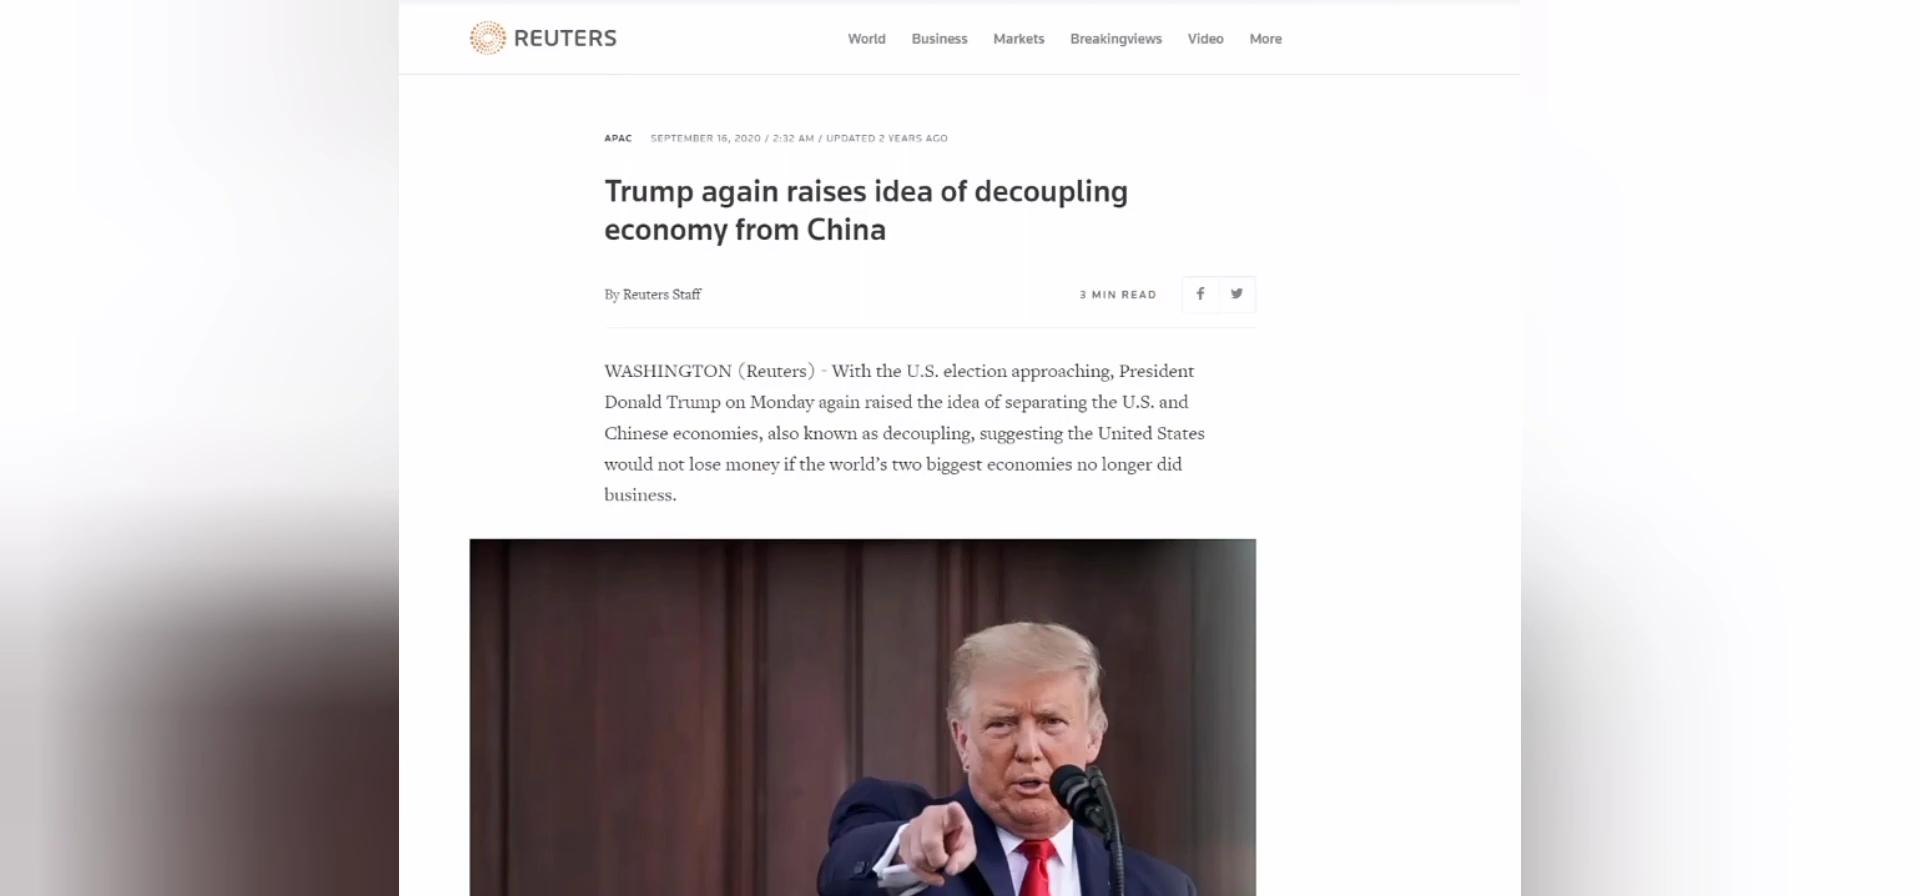 REUTERS
World Business Markets Breakingviews Video More
APAC SEPTEMBER 16, 2020 / 2:32 AM / UPDATED 2 YEARS AGO
Trump again raises idea of decoupling
economy from China
By Reuters Staff
3 MIN READ
WASHINGTON (Reuters) - With the U.S. election approaching, President
Donald Trump on Monday again raised the idea of separating the U.S. and
Chinese economies, also known as decoupling, suggesting the United States
would not lose money if the world’s two biggest economies no longer did
business.